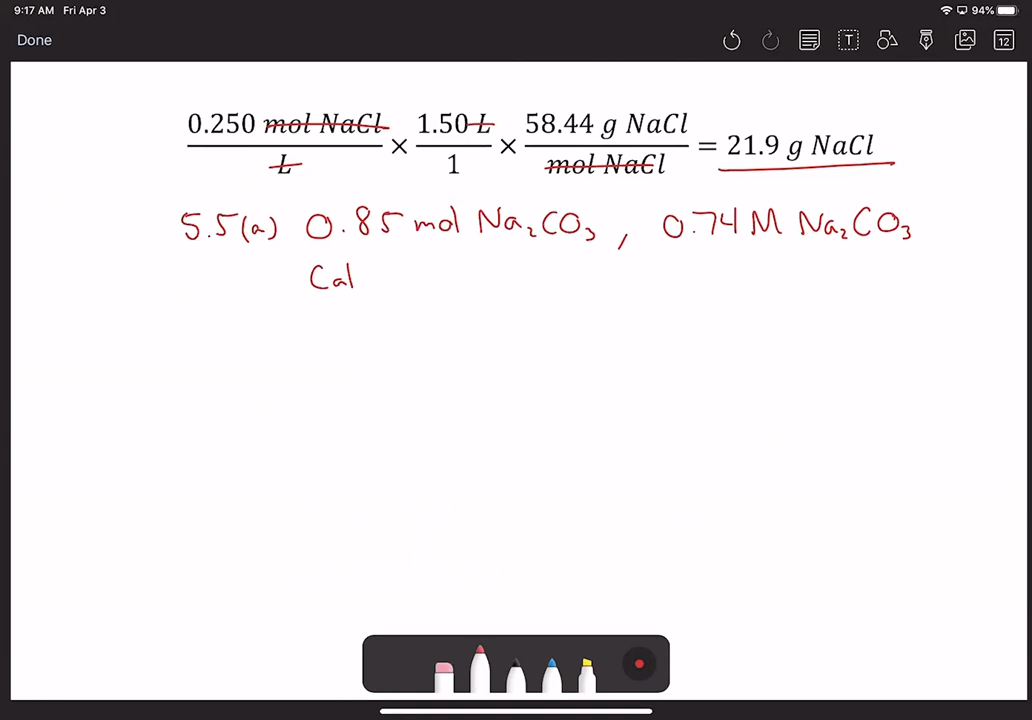 9:17 AM Fri Apr 3 94%
Done T 12
0.250 mol NaCl / L × 1.50 L / 1 × 58.44 g NaCl / mol NaCl = 21.9 g NaCl
5.5(a) 0.85 mol Na₂CO₃ , 0.74 M Na₂CO₃
Cal